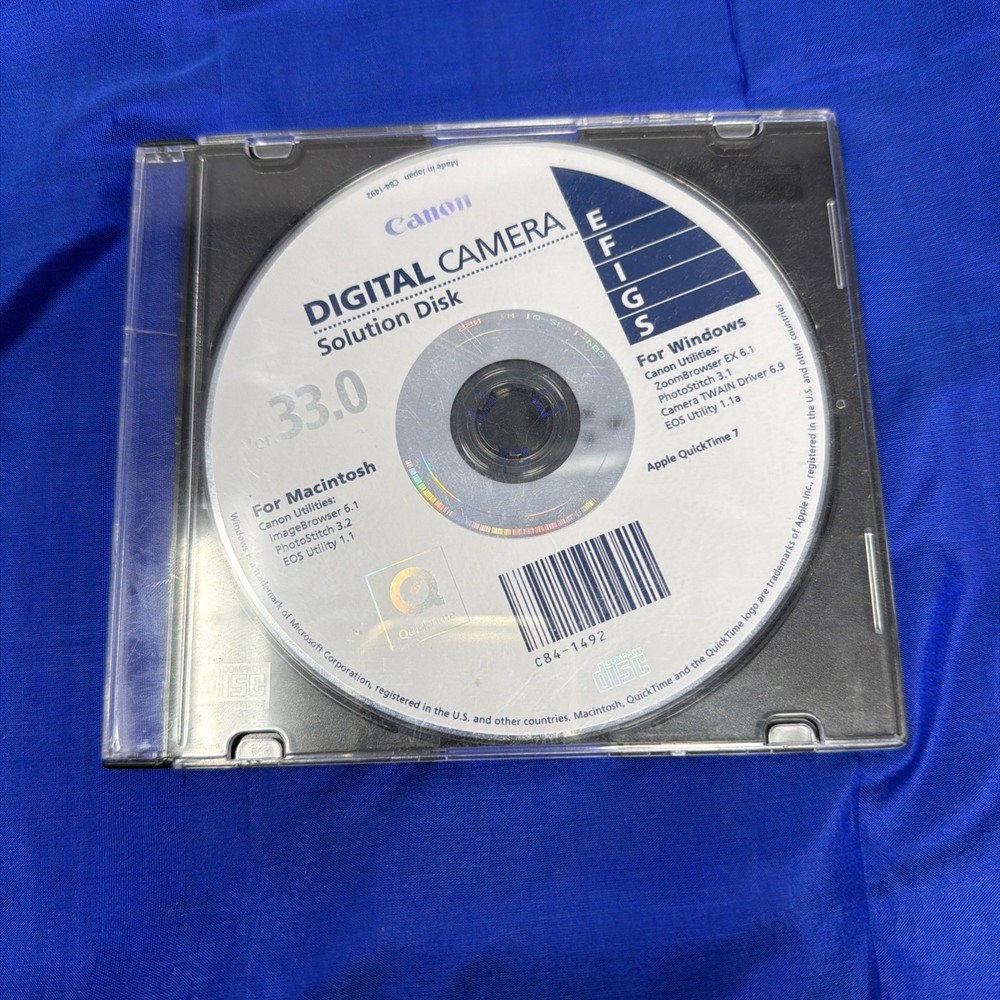 Made in Japan C84-1492
Canon
DIGITAL CAMERA
Solution Disk
E
F
I
G
S
Ver.33.0
For Windows
Canon Utilities:
ZoomBrowser EX 6.1
PhotoStitch 3.1
Camera TWAIN Driver 6.9
EOS Utility 1.1a
Apple QuickTime 7
For Macintosh
Canon Utilities:
ImageBrowser 6.1
PhotoStitch 3.2
EOS Utility 1.1
QuickTime
C84-1492
COMPACT
disc
disc
Windows is a trademark of Microsoft Corporation, registered in the U.S. and other countries. Macintosh, QuickTime and the QuickTime logo are trademarks of Apple Inc., registered in the U.S. and other countries.